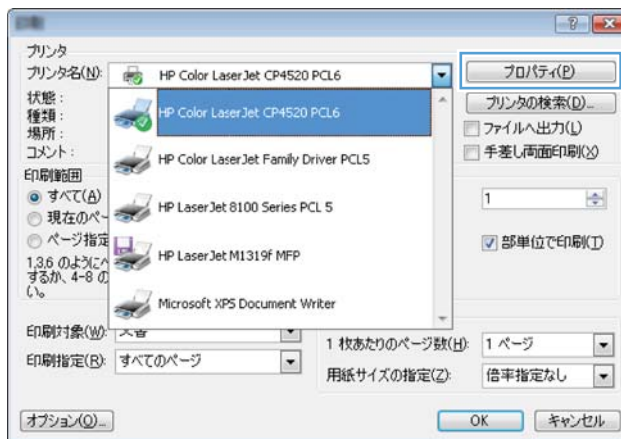 プリンタ
プリンタ名(N):
HP Color LaserJet CP4520 PCL6
プロパティ(P)
状態:
種類:
場所:
コメント:
HP Color LaserJet CP4520 PCL6
HP Color LaserJet Family Driver PCL5
HP LaserJet 8100 Series PCL 5
HP LaserJet M1319f MFP
Microsoft XPS Document Writer
プリンタの検索(D)...
ファイルへ出力(L)
手差し両面印刷(X)
印刷範囲
すべて(A)
現在のペー
ページ指定
1,3,6 のようにペ
するか、4-8 の
い。
1
部単位で印刷(T)
印刷対象(W):
印刷指定(R):
すべてのページ
1 枚あたりのページ数(H):
1 ページ
用紙サイズの指定(Z):
倍率指定なし
オプション(O)...
OK
キャンセル